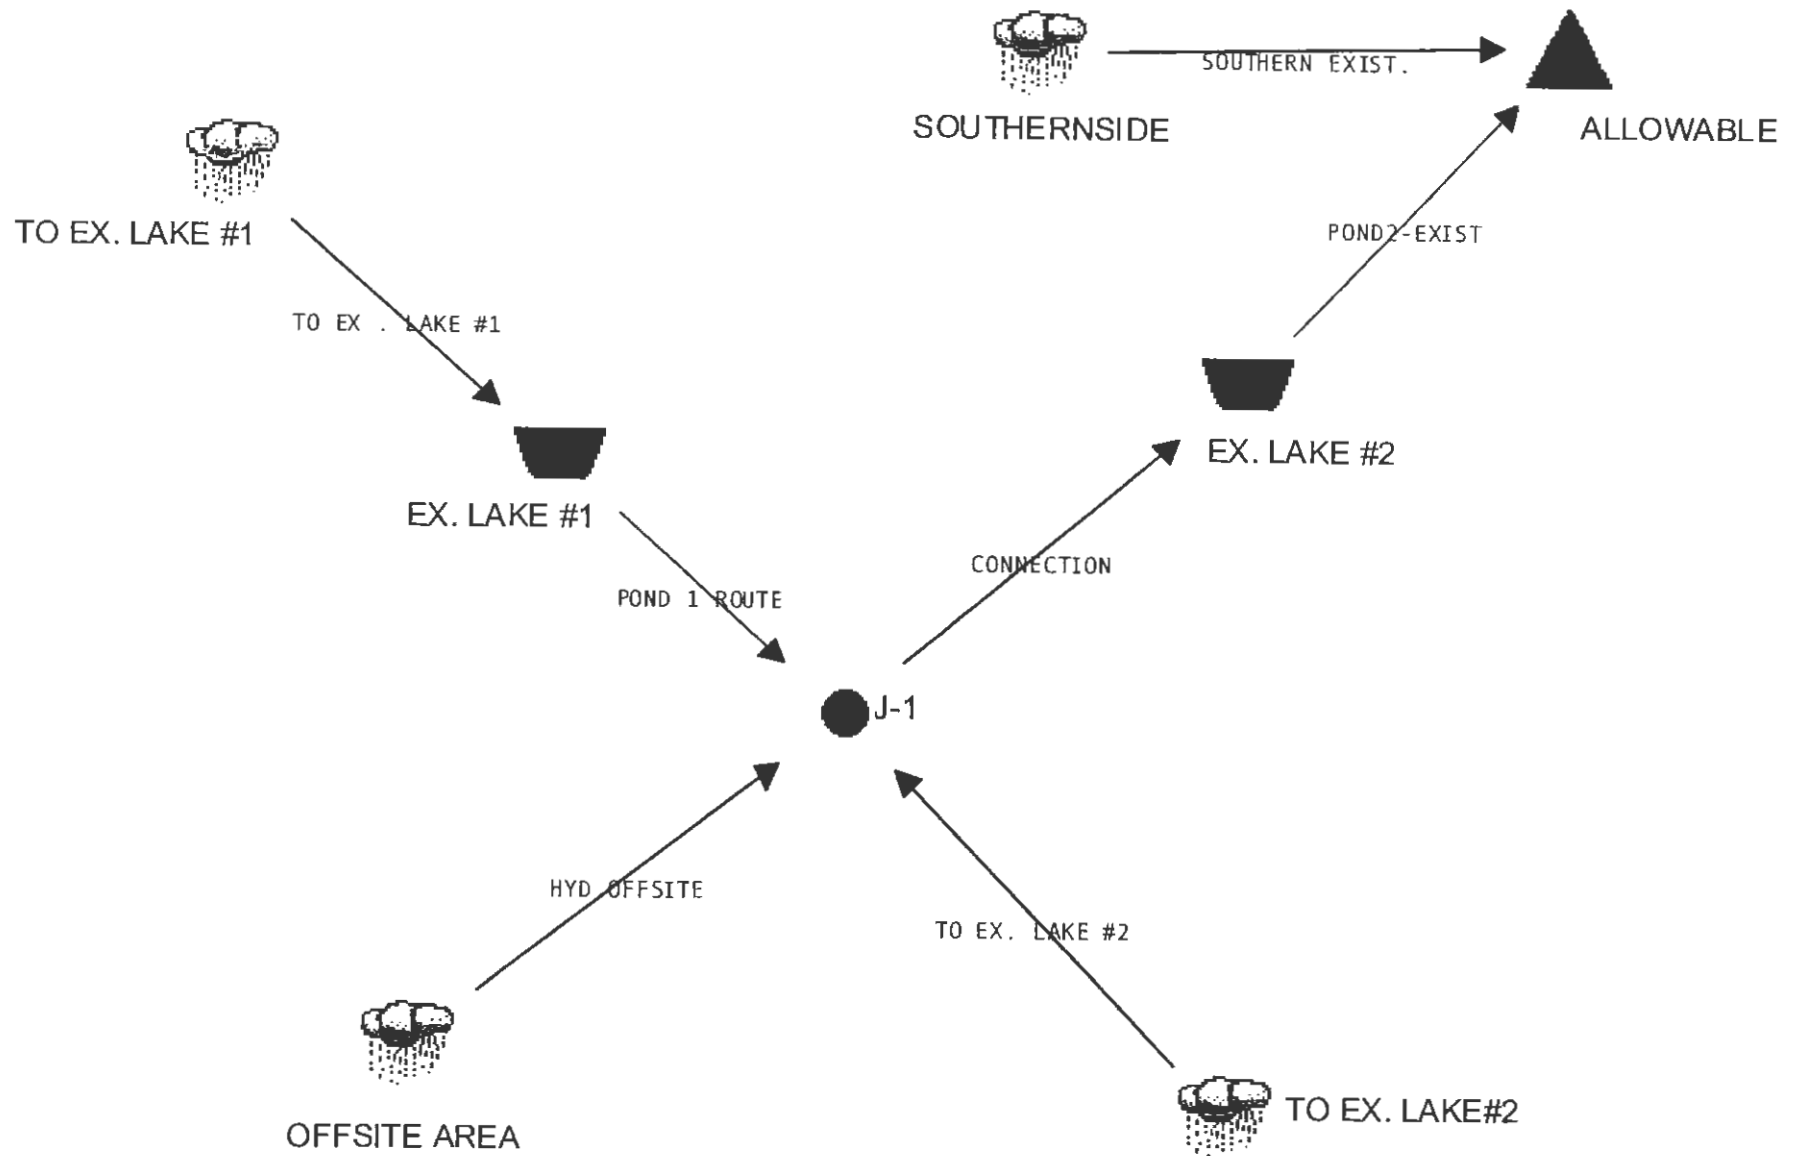 SOUTHERN EXIST.
SOUTHERNSIDE
ALLOWABLE
TO EX. LAKE #1
POND2-EXIST
TO EX . LAKE #1
EX. LAKE #2
EX. LAKE #1
CONNECTION
POND 1 ROUTE
J-1
HYD OFFSITE
TO EX. LAKE #2
TO EX. LAKE#2
OFFSITE AREA